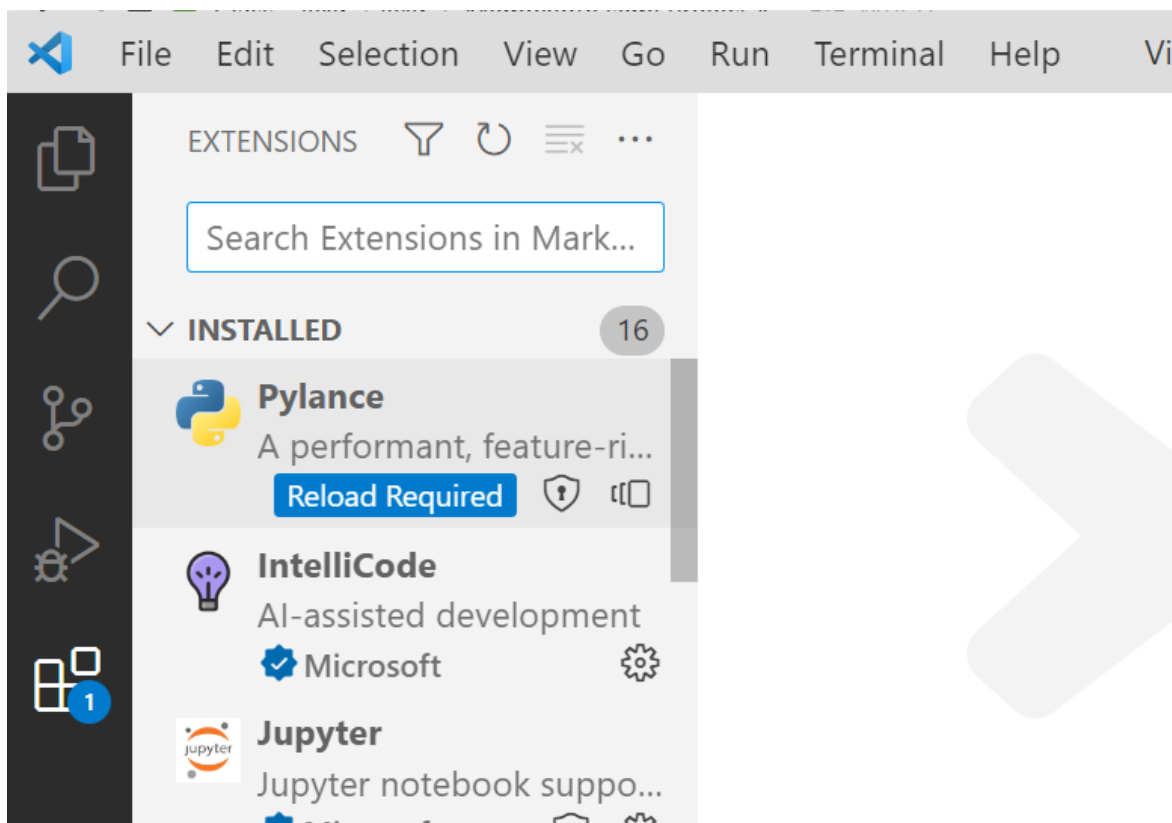 File Edit Selection View Go Run Terminal Help Vi
EXTENSIONS
Search Extensions in Mark...
INSTALLED 16
Pylance
A performant, feature-ri...
Reload Required
IntelliCode
AI-assisted development
Microsoft
1
jupyter
Jupyter
Jupyter notebook suppo...